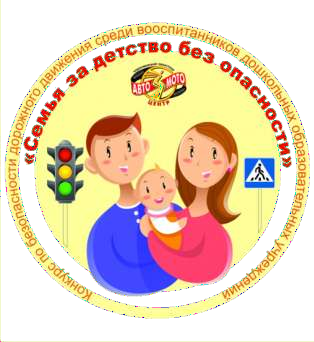 Конкурс по безопасности дорожного движения среди воспитанников дошкольных образовательных учреждений
«Семья за детство без опасности»
АВТО МОТО
ЦЕНТР